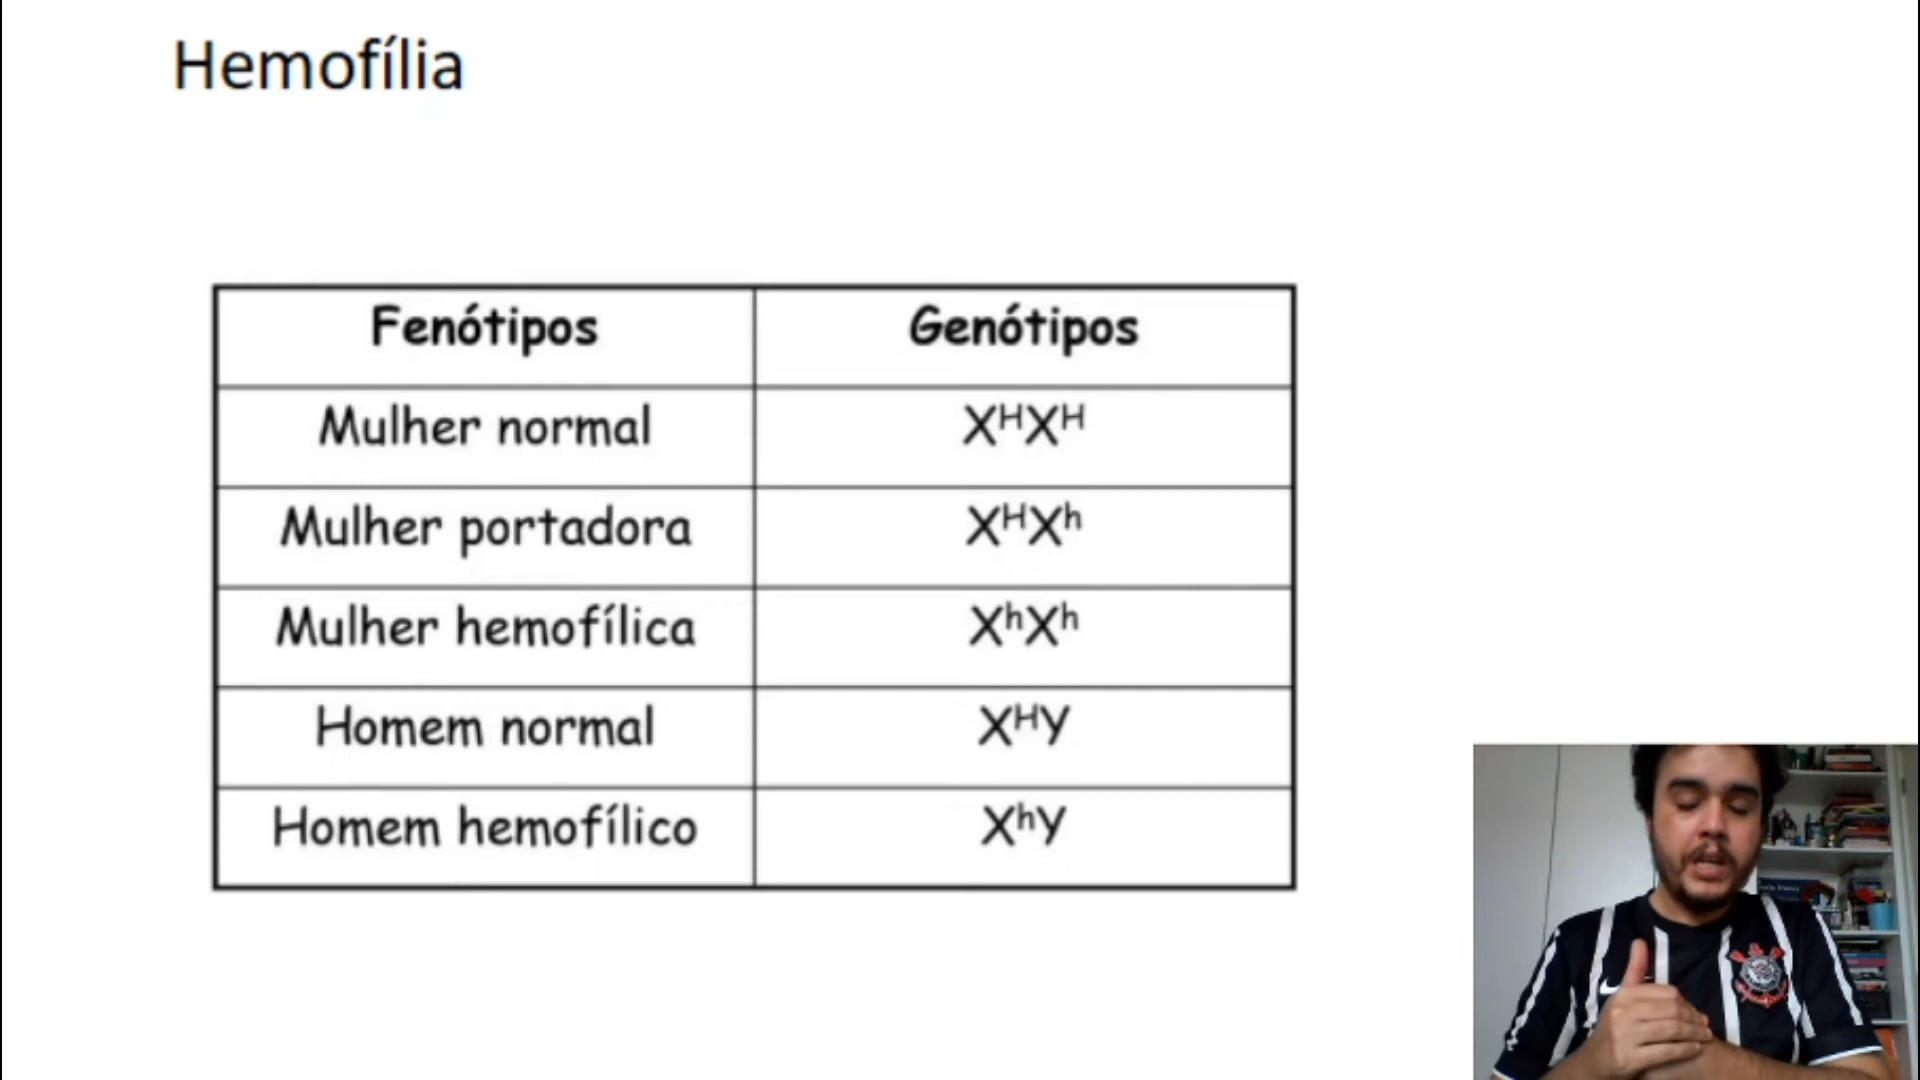 Hemofília
Fenótipos Genótipos
Mulher normal XᴴXᴴ
Mulher portadora XᴴXʰ
Mulher hemofílica XʰXʰ
Homem normal XᴴY
Homem hemofílico XʰY